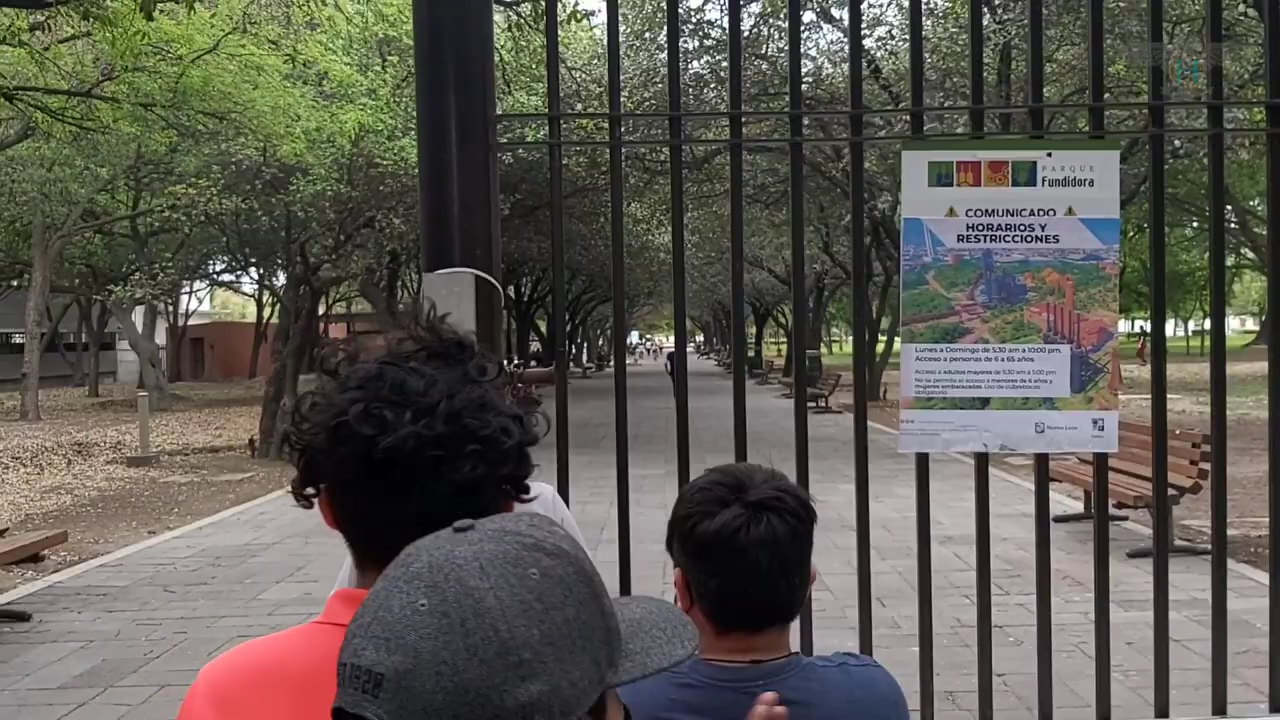 PARQUE
Fundidora
COMUNICADO
HORARIOS Y
RESTRICCIONES
Lunes a Domingo de 5:30 am a 10:00 pm.
Acceso a personas de 6 a 65 años
Acceso a adultos mayores de 5:30 am a 5:00 pm
No se permite el acceso a menores de 6 años y
mujeres embarazadas. Uso de cubrebocas
obligatorio
Nuevo León
H